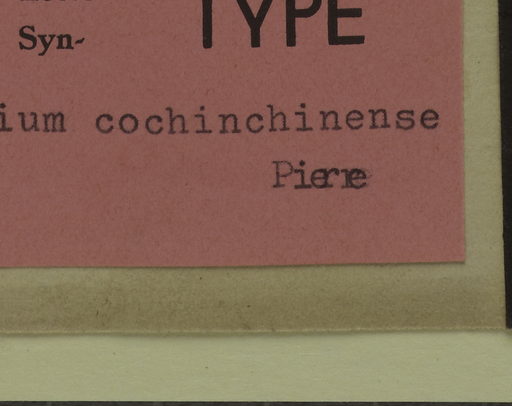 TYPE
Syn-
ium cochinchinense
Pierre